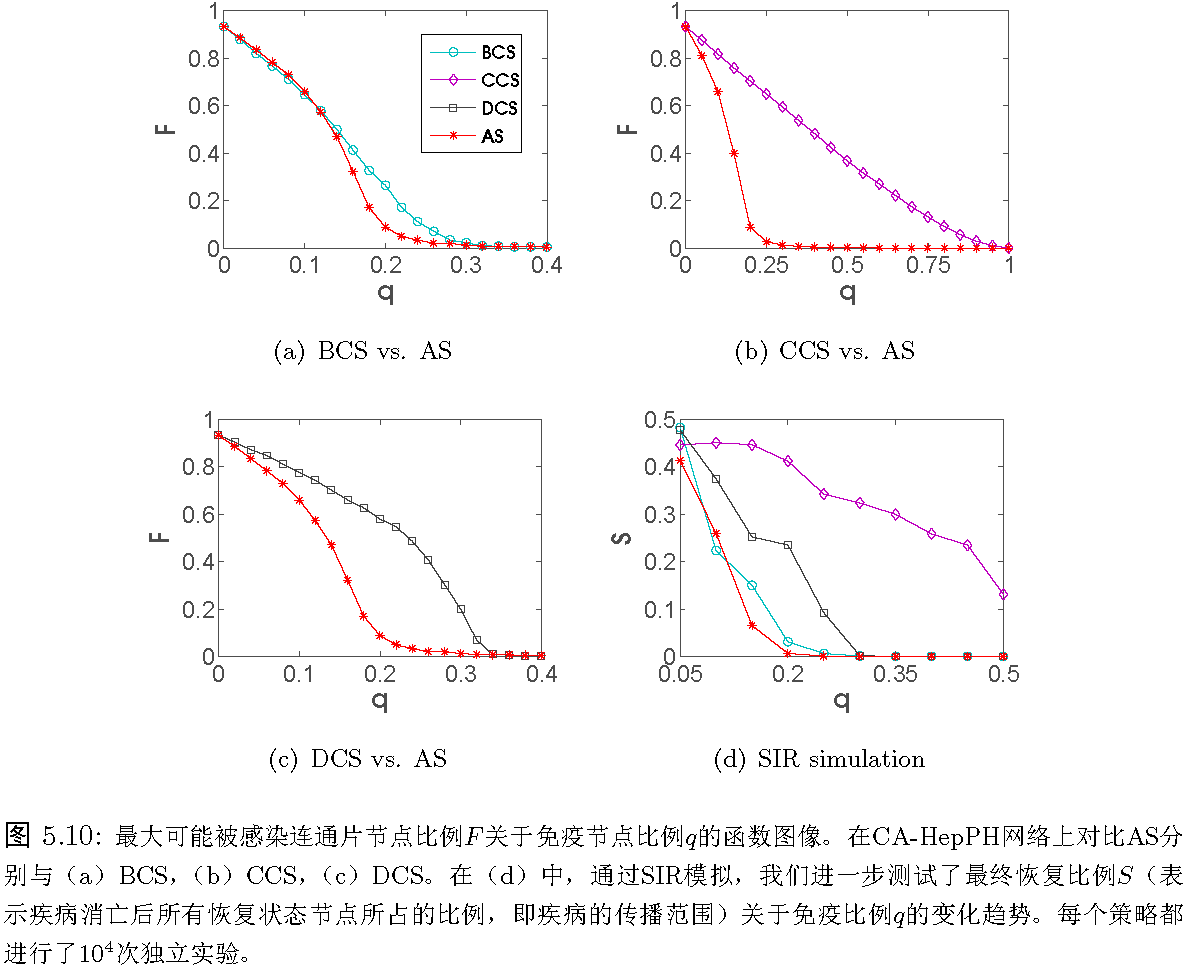 F
1
0.8
0.6
0.4
0.2
0
0 0.1 0.2 0.3 0.4
q
BCS
CCS
DCS
AS
(a) BCS vs. AS
F
1
0.8
0.6
0.4
0.2
0
0 0.25 0.5 0.75 1
q
(b) CCS vs. AS
F
1
0.8
0.6
0.4
0.2
0
0 0.1 0.2 0.3 0.4
q
(c) DCS vs. AS
S
0.5
0.4
0.3
0.2
0.1
0
0.05 0.2 0.35 0.5
q
(d) SIR simulation
图 5.10: 最大可能被感染连通片节点比例F关于免疫节点比例q的函数图像。在CA-HepPH网络上对比AS分
别与（a）BCS，（b）CCS，（c）DCS。在（d）中，通过SIR模拟，我们进一步测试了最终恢复比例S（表
示疾病消亡后所有恢复状态节点所占的比例，即疾病的传播范围）关于免疫比例q的变化趋势。每个策略都
进行了10⁴次独立实验。